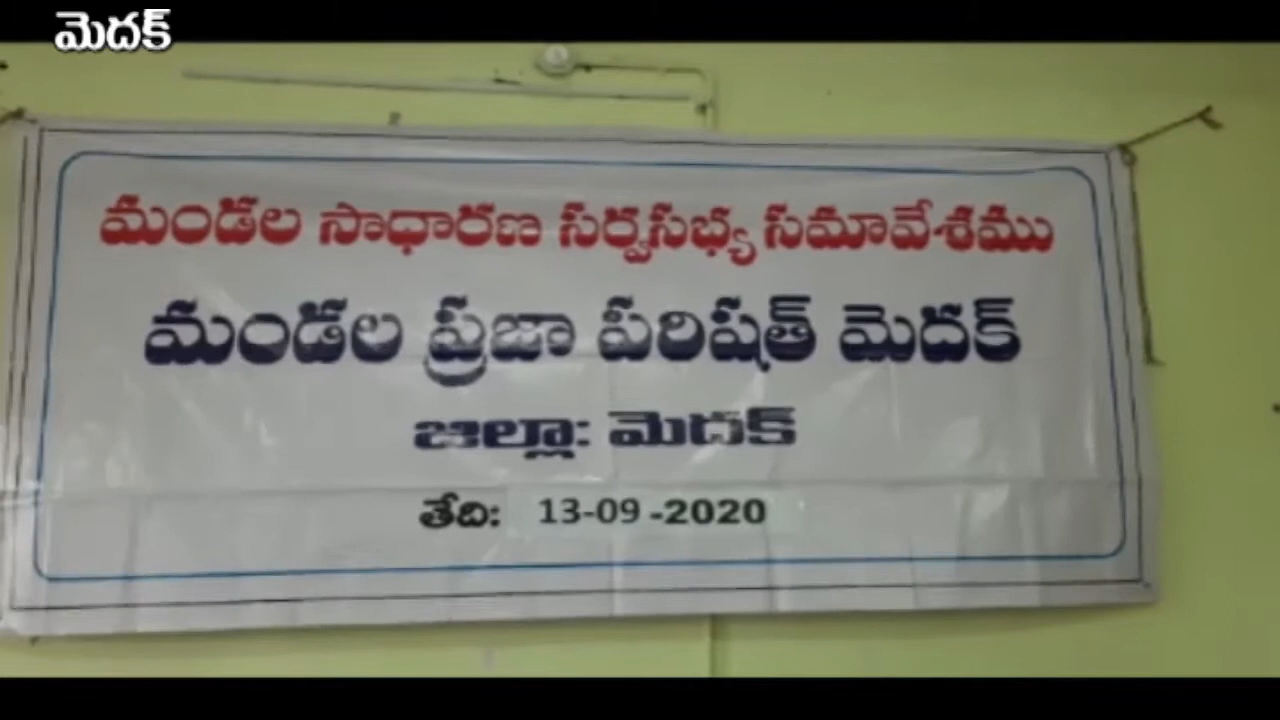 మెదక్
మండల సాధారణ సర్వసభ్య సమావేశము
మండల ప్రజా పరిషత్ మెదక్
జిల్లా: మెదక్
తేది: 13-09 -2020